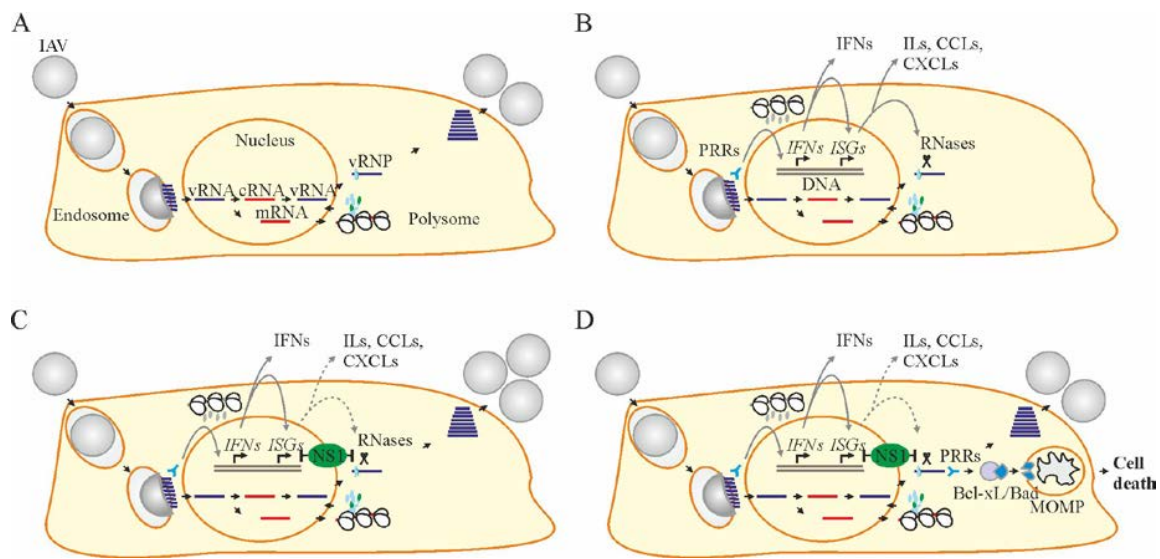 A
IAV
Nucleus
vRNP
vRNA cRNA vRNA
mRNA
Endosome
Polysome
B
IFNs
ILs, CCLs,
CXCLs
PRRs
IFNs ISGs
RNases
DNA
C
IFNs
ILs, CCLs,
CXCLs
IFNs ISGs
RNases
NS1
D
IFNs
ILs, CCLs,
CXCLs
IFNs ISGs
NS1
PRRs
Bcl-xL/Bad
MOMP
Cell
death